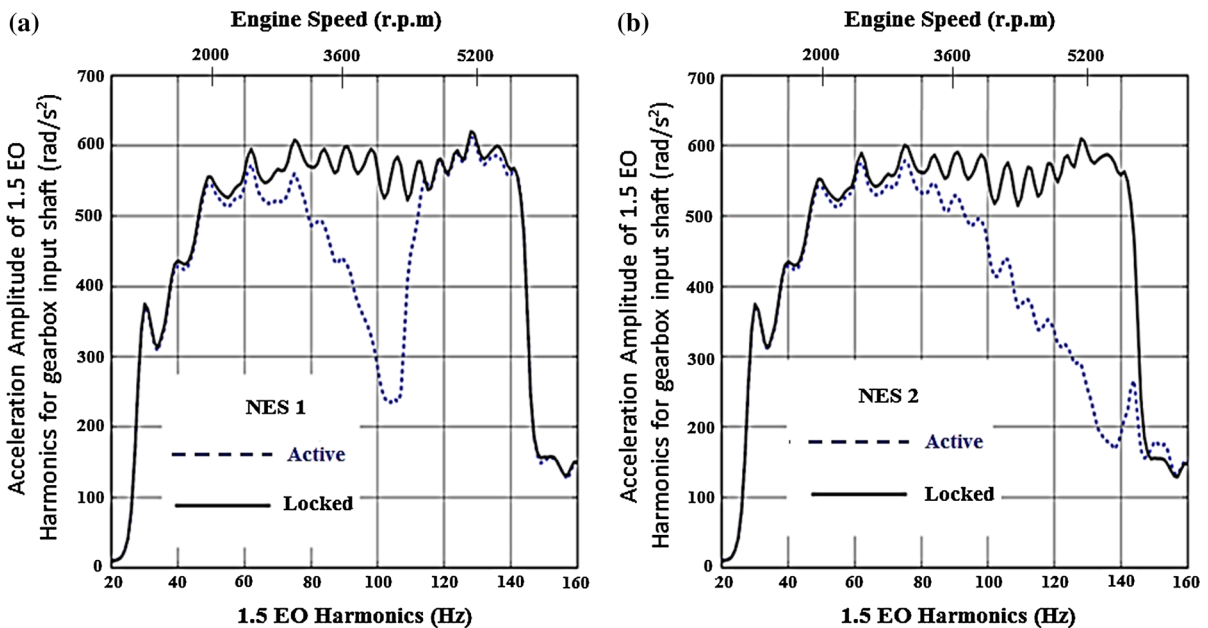 (a)
Engine Speed (r.p.m)
2000 3600 5200
Acceleration Amplitude of 1.5 EO
Harmonics for gearbox input shaft (rad/s²)
700
600
500
400
300
200
100
0
NES 1
Active
Locked
20 40 60 80 100 120 140 160
1.5 EO Harmonics (Hz)
(b)
Engine Speed (r.p.m)
2000 3600 5200
Acceleration Amplitude of 1.5 EO
Harmonics for gearbox input shaft (rad/s²)
700
600
500
400
300
200
100
0
NES 2
Active
Locked
20 40 60 80 100 120 140 160
1.5 EO Harmonics (Hz)